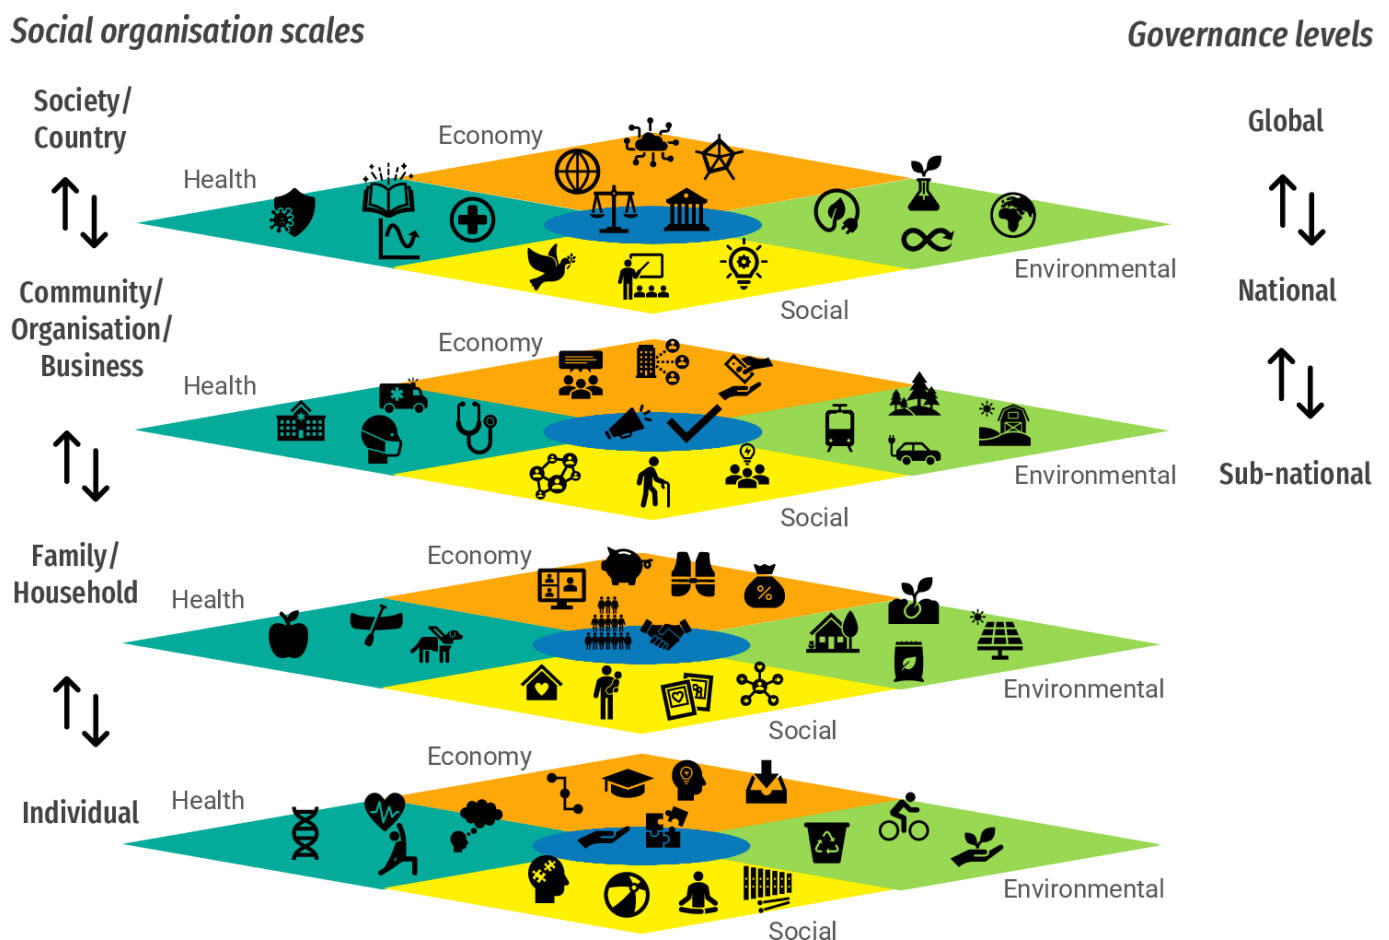 Social organisation scales
Governance levels
Society/
Country
Global
Economy
Health
Environmental
Social
Community/
Organisation/
Business
National
Economy
Health
Environmental
Social
Sub-national
Family/
Household
Economy
Health
%
Environmental
Social
Individual
Economy
Health
Environmental
Social